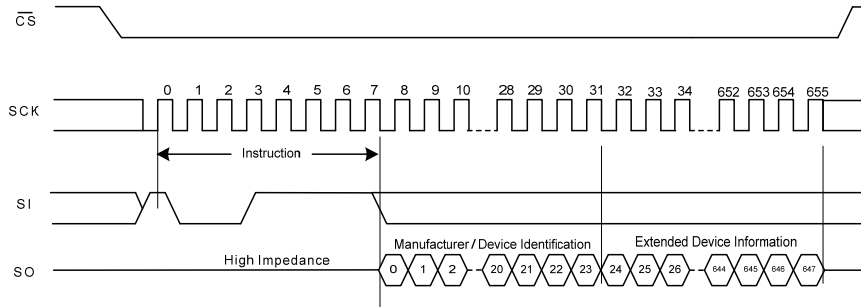 CS
0 1 2 3 4 5 6 7 8 9 10 28 29 30 31 32 33 34 652 653 654 655
SCK
Instruction
SI
Manufacturer / Device Identification Extended Device Information
High Impedance
SO
0 1 2 20 21 22 23 24 25 26 644 645 646 647